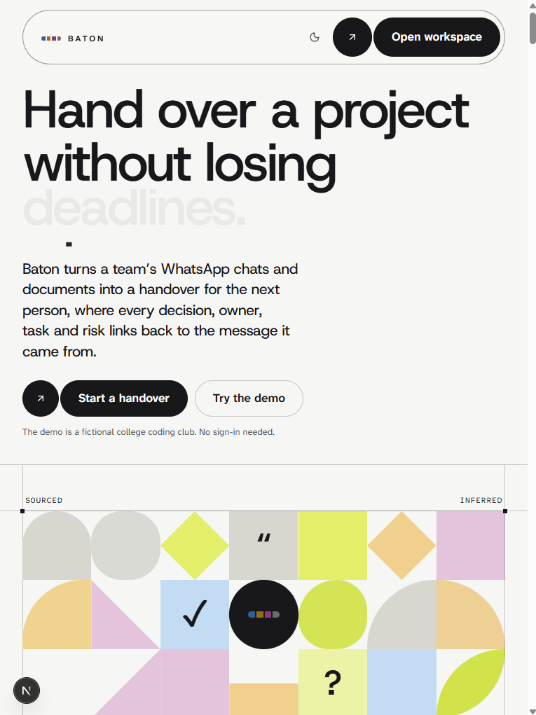 BATON
Open workspace
Hand over a project
without losing
deadlines.
Baton turns a team's WhatsApp chats and
documents into a handover for the next
person, where every decision, owner,
task and risk links back to the message it
came from.
Start a handover
Try the demo
The demo is a fictional college coding club. No sign-in needed.
SOURCED
INFERRED
“
✓
?
N